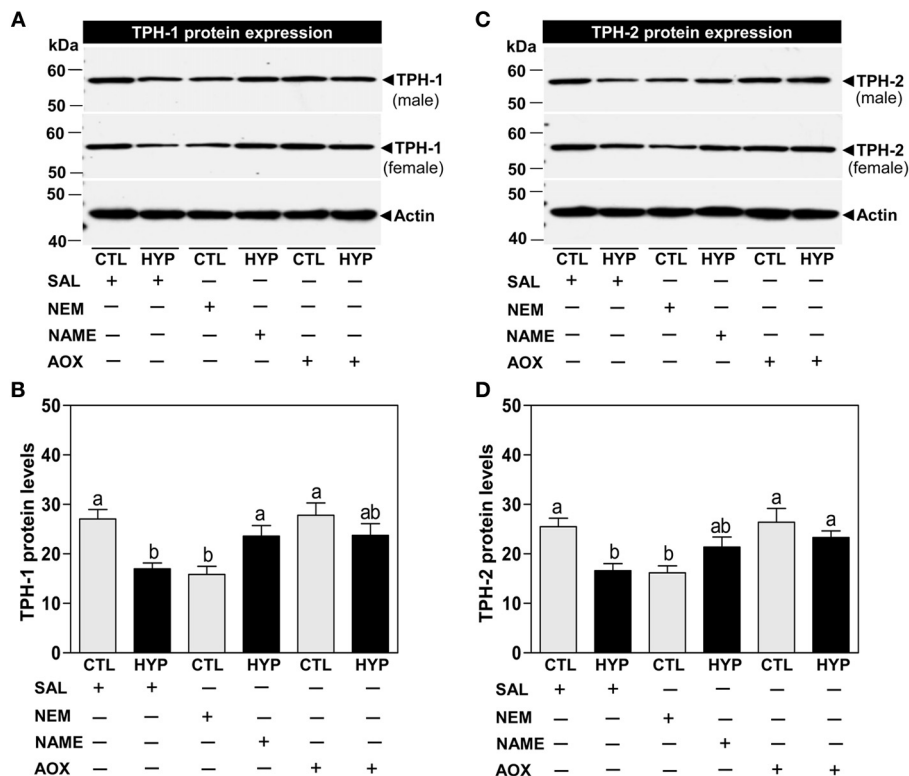 A
TPH-1 protein expression
kDa
60
50
TPH-1
(male)
60
50
TPH-1
(female)
50
40
Actin
CTL HYP CTL HYP CTL HYP
SAL + + — — — —
NEM — — + — — —
NAME — — — + — —
AOX — — — — + +
B
TPH-1 protein levels
50
40
30
20
10
0
a b b a a ab
CTL HYP CTL HYP CTL HYP
SAL + + — — — —
NEM — — + — — —
NAME — — — + — —
AOX — — — — + +
C
TPH-2 protein expression
kDa
60
50
TPH-2
(male)
60
50
TPH-2
(female)
50
40
Actin
CTL HYP CTL HYP CTL HYP
SAL + + — — — —
NEM — — + — — —
NAME — — — + — —
AOX — — — — + +
D
TPH-2 protein levels
50
40
30
20
10
0
a b b ab a a
CTL HYP CTL HYP CTL HYP
SAL + + — — — —
NEM — — + — — —
NAME — — — + — —
AOX — — — — + +